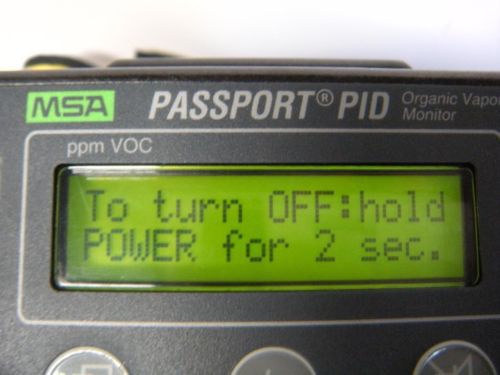 MSA PASSPORT® PID Organic Vapor
Monitor
ppm VOC
To turn OFF:hold
POWER for 2 sec.